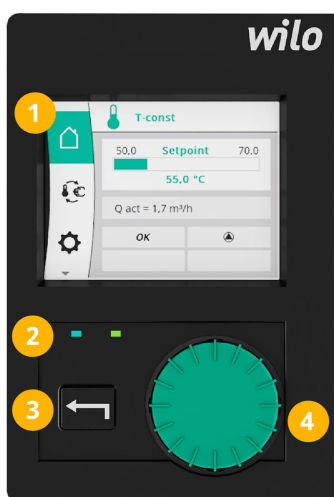 wilo
1
T-const
50,0 Setpoint 70,0
55,0 °C
Q act = 1,7 m³/h
OK
2
3
4